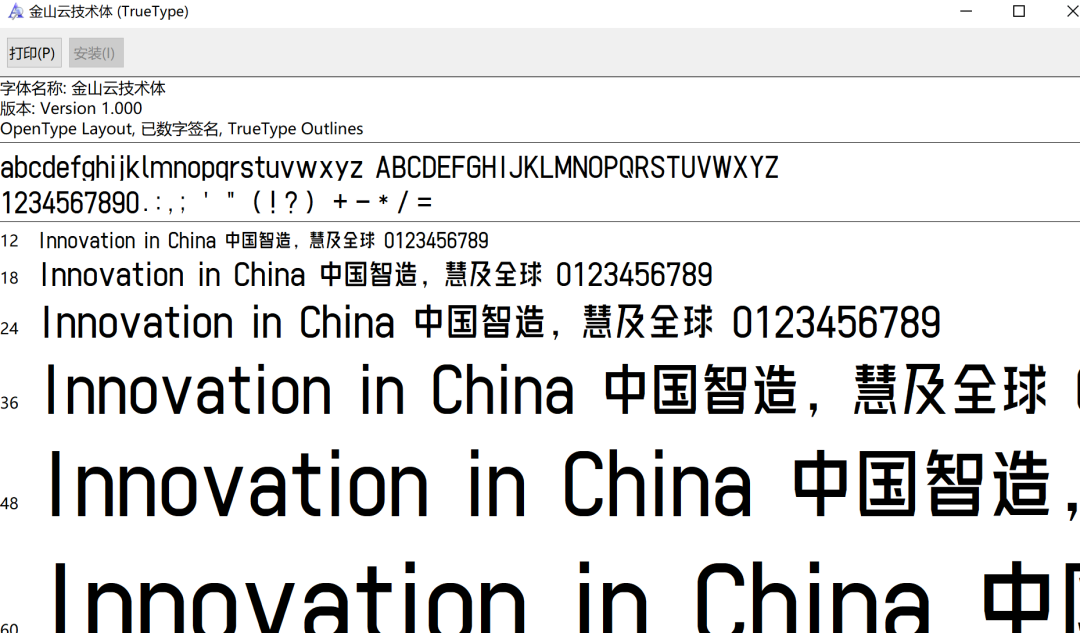 金山云技术体 (TrueType)
打印(P) 安装(I)
字体名称: 金山云技术体
版本: Version 1.000
OpenType Layout, 已数字签名, TrueType Outlines
abcdefghijklmnopqrstuvwxyz ABCDEFGHIJKLMNOPQRSTUVWXYZ
1234567890.:,; ' " (!?) +-*/=
12 Innovation in China 中国智造，慧及全球 0123456789
18 Innovation in China 中国智造，慧及全球 0123456789
24 Innovation in China 中国智造，慧及全球 0123456789
36 Innovation in China 中国智造，慧及全球
48 Innovation in China 中国智造，
60 Innovation in China 中